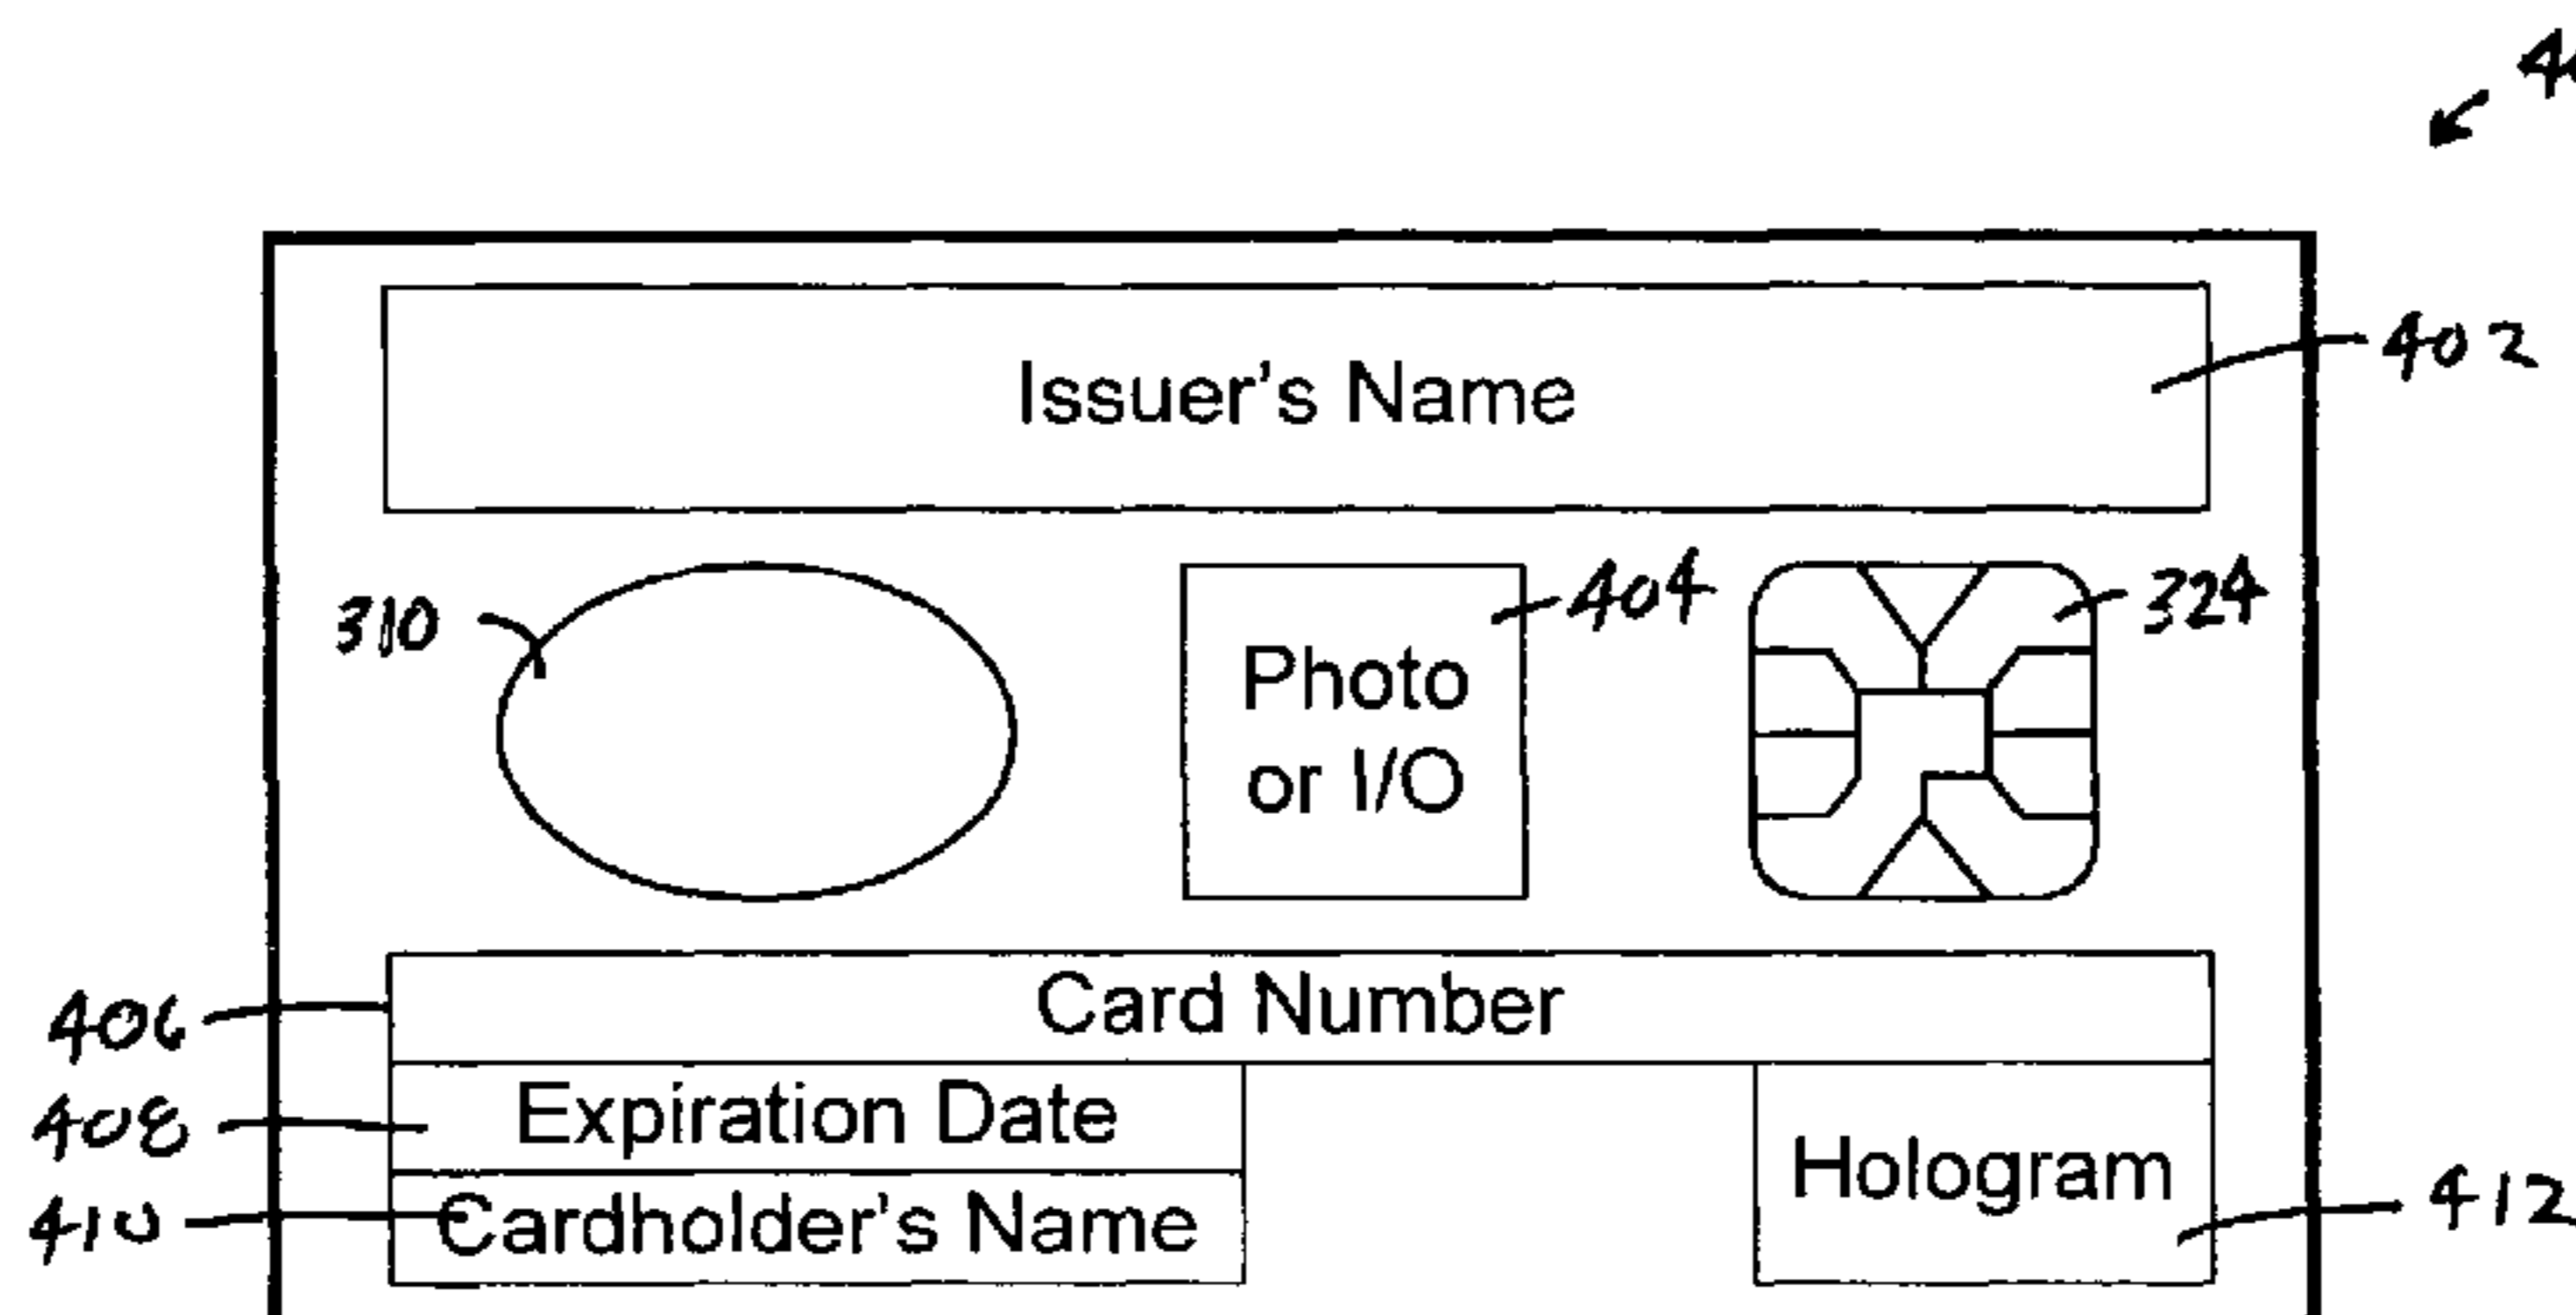 Issuer's Name
402
310
Photo
or I/O
404
324
406
Card Number
408
Expiration Date
410
Cardholder's Name
Hologram
412